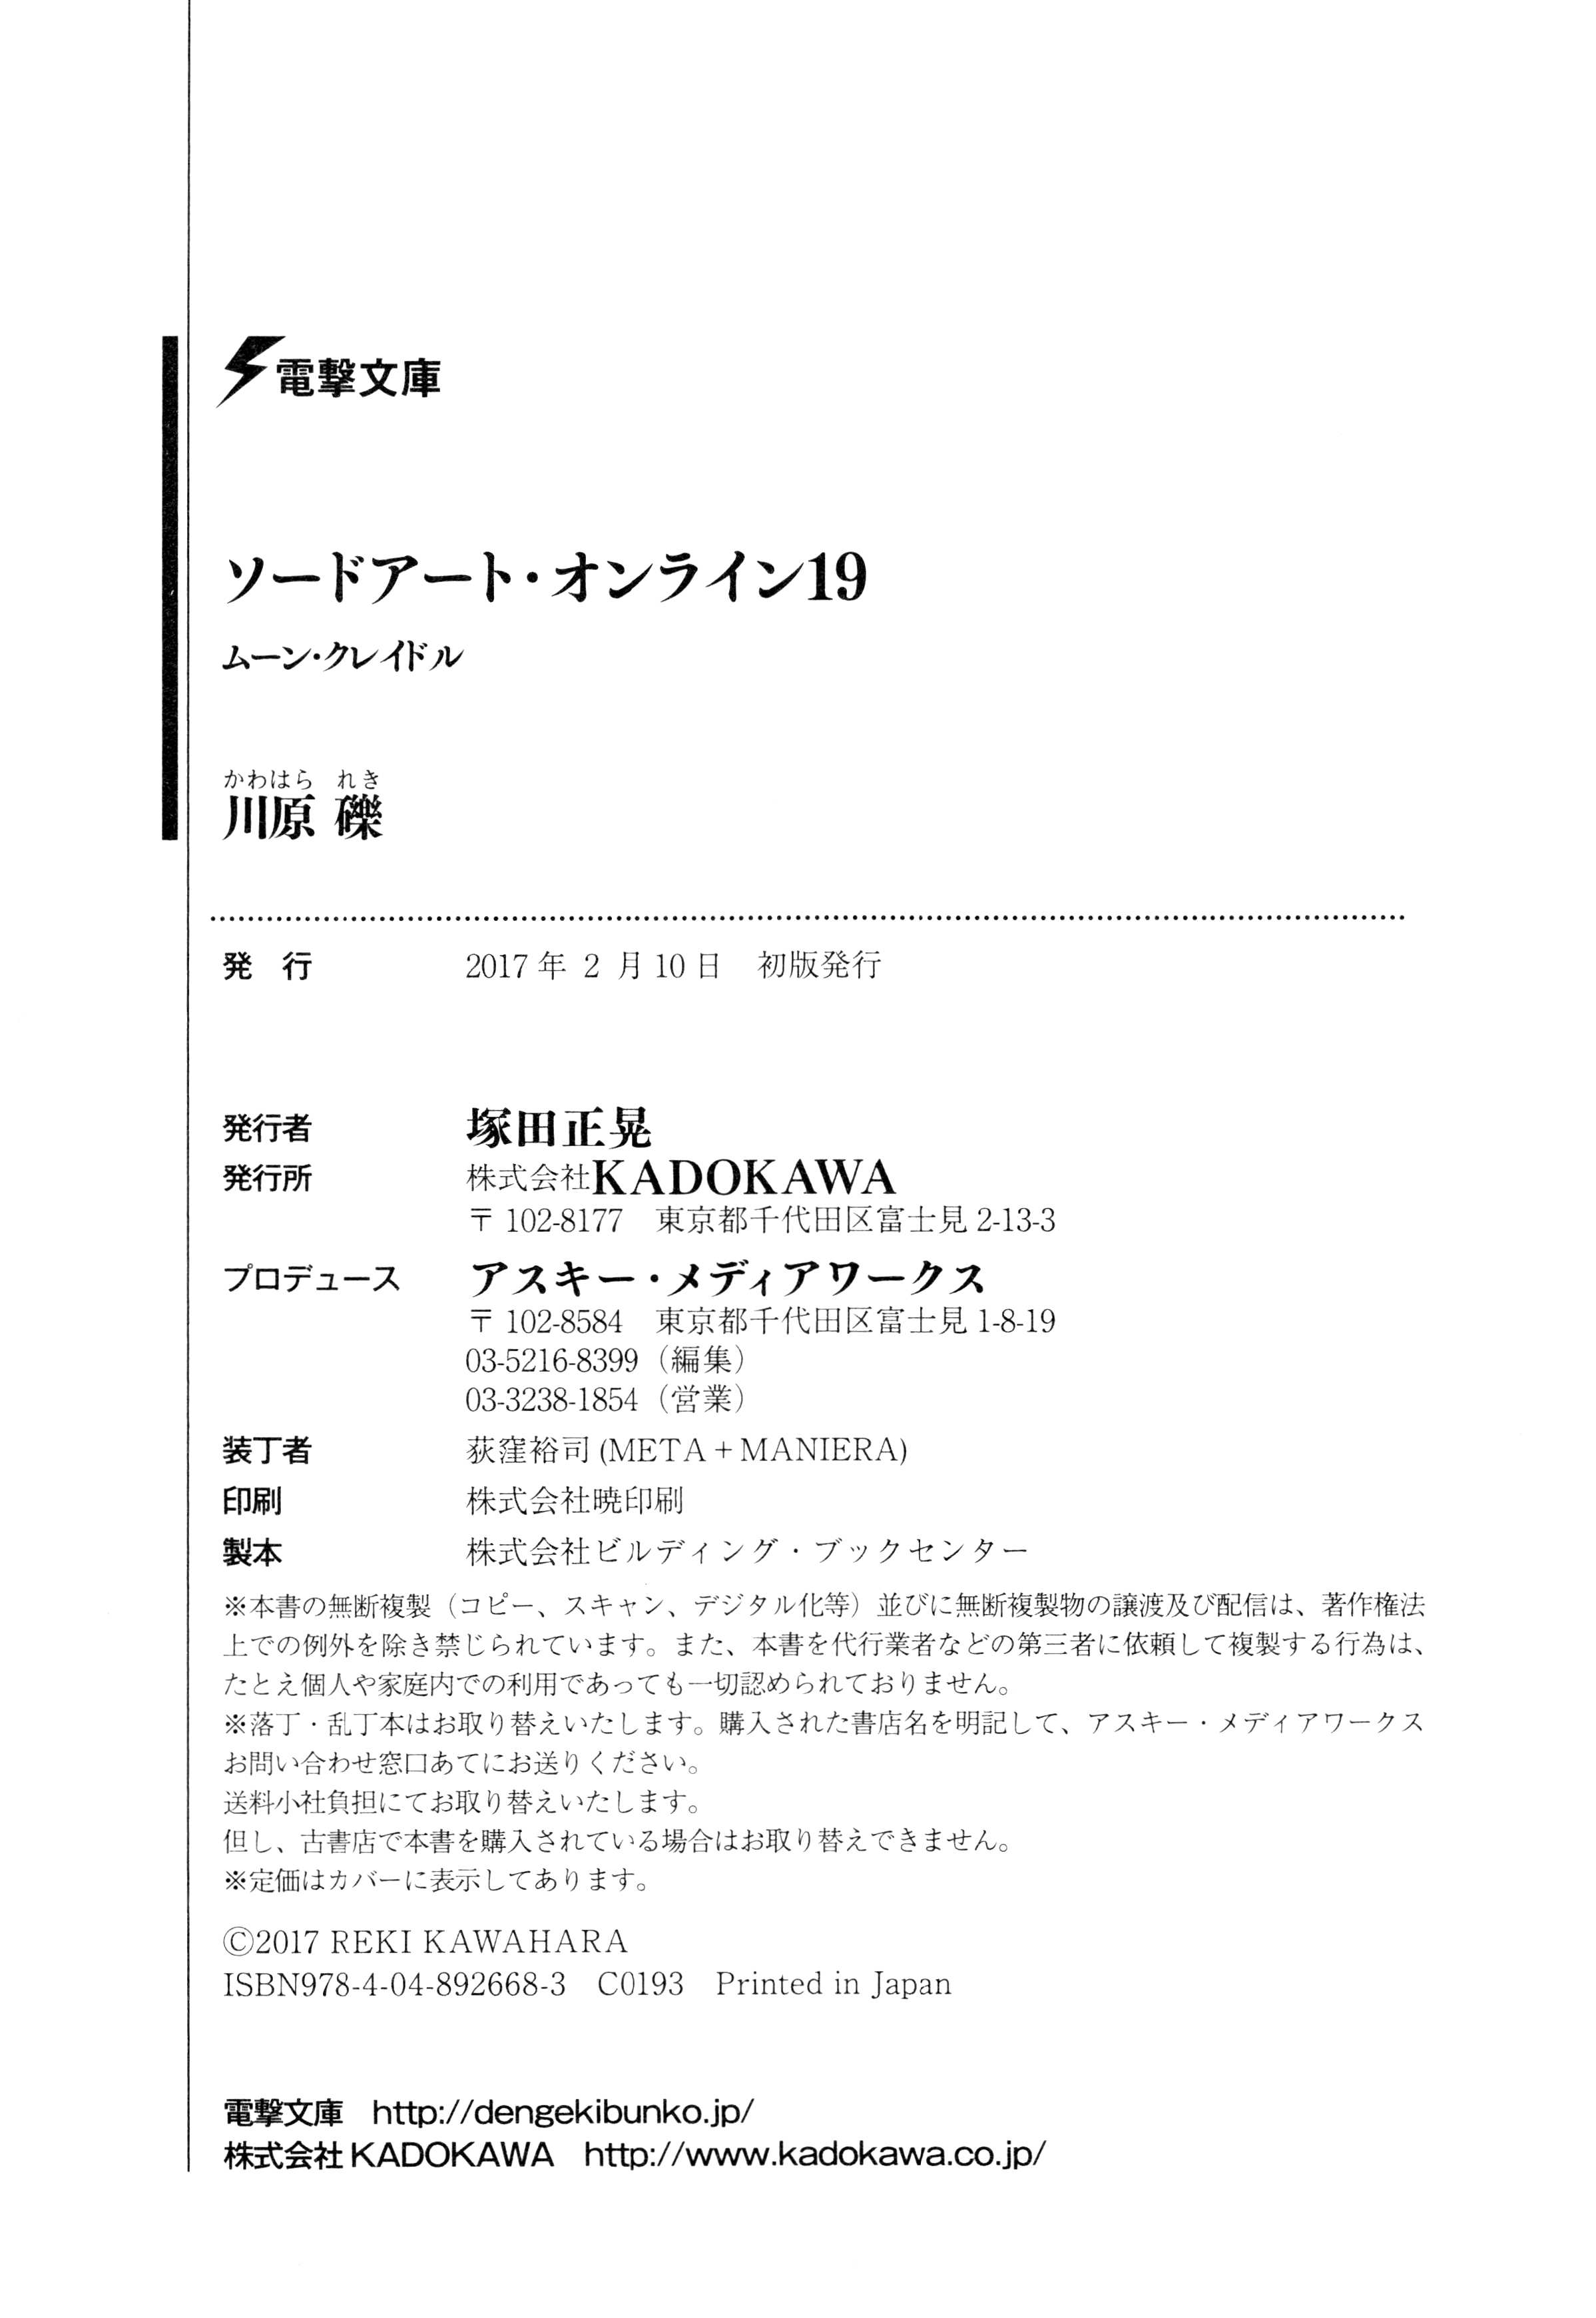 電撃文庫
ソードアート・オンライン19
ムーン・クレイドル
かわはら れき
川原 礫
発 行 2017年 2 月10日 初版発行
発行者 塚田正晃
発行所 株式会社KADOKAWA
〒102-8177 東京都千代田区富士見 2-13-3
プロデュース アスキー・メディアワークス
〒102-8584 東京都千代田区富士見 1-8-19
03-5216-8399（編集）
03-3238-1854（営業）
装丁者 荻窪裕司(META+MANIERA)
印刷 株式会社暁印刷
製本 株式会社ビルディング・ブックセンター
※本書の無断複製（コピー、スキャン、デジタル化等）並びに無断複製物の譲渡及び配信は、著作権法
上での例外を除き禁じられています。また、本書を代行業者などの第三者に依頼して複製する行為は、
たとえ個人や家庭内での利用であっても一切認められておりません。
※落丁・乱丁本はお取り替えいたします。購入された書店名を明記して、アスキー・メディアワークス
お問い合わせ窓口あてにお送りください。
送料小社負担にてお取り替えいたします。
但し、古書店で本書を購入されている場合はお取り替えできません。
※定価はカバーに表示してあります。
©2017 REKI KAWAHARA
ISBN978-4-04-892668-3 C0193 Printed in Japan
電撃文庫 http://dengekibunko.jp/
株式会社KADOKAWA http://www.kadokawa.co.jp/